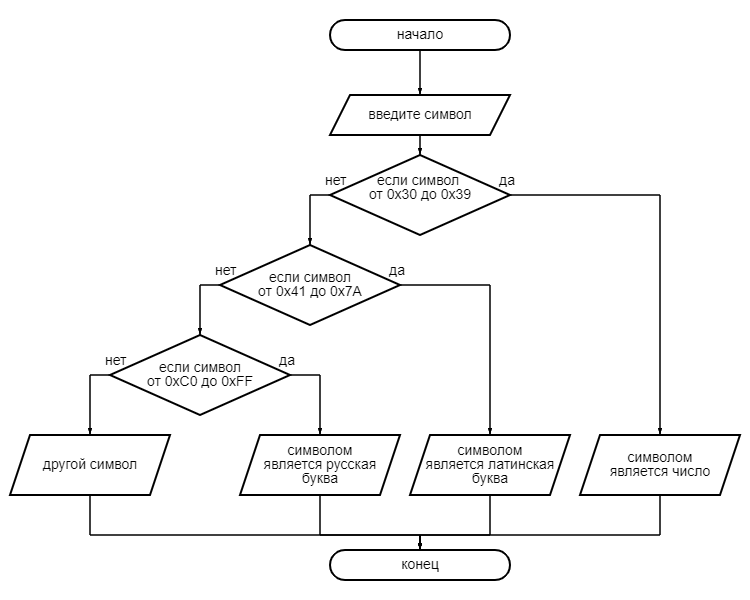 начало
введите символ
нет
если символ
от 0x30 до 0x39
да
нет
если символ
от 0x41 до 0x7A
да
нет
если символ
от 0xC0 до 0xFF
да
другой символ
символом
является русская
буква
символом
является латинская
буква
символом
является число
конец